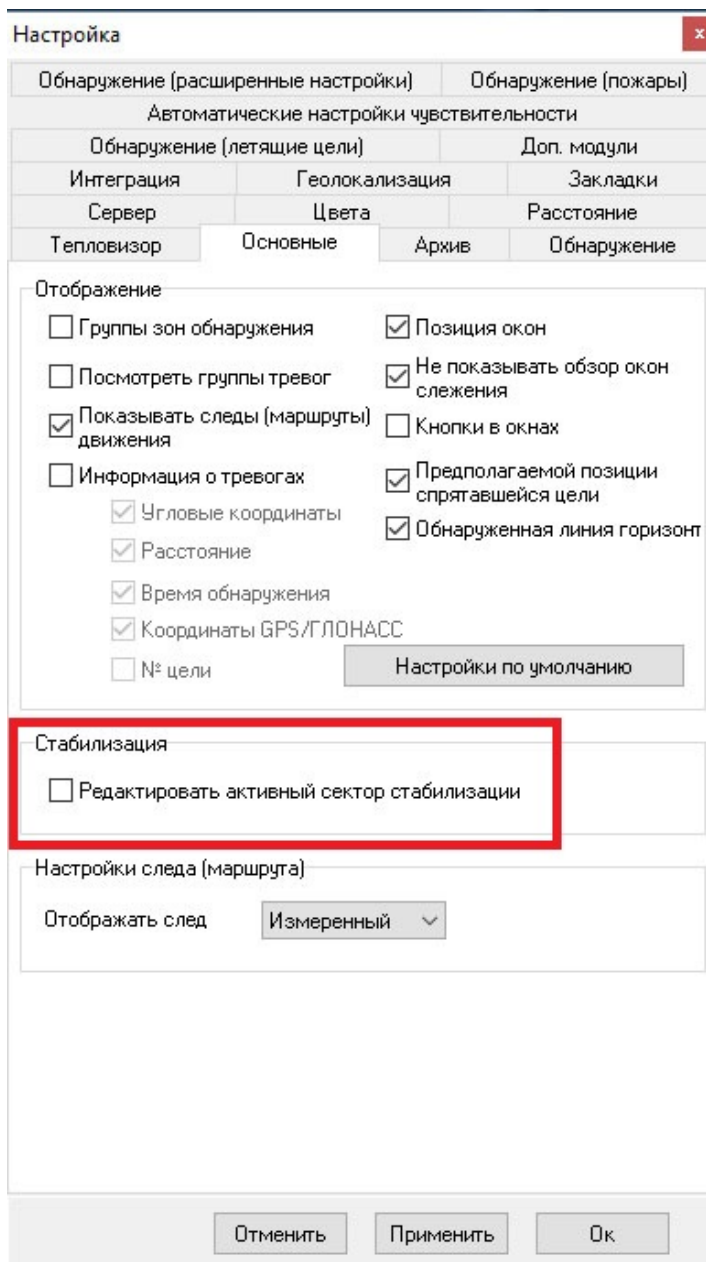 Настройка
x
Обнаружение (расширенные настройки)
Обнаружение (пожары)
Автоматические настройки чувствительности
Обнаружение (летящие цели)
Доп. модули
Интеграция
Геолокализация
Закладки
Сервер
Цвета
Расстояние
Тепловизор
Основные
Архив
Обнаружение
Отображение
Группы зон обнаружения
Посмотреть группы тревог
Показывать следы (маршруты)
движения
Информация о тревогах
Угловые координаты
Расстояние
Время обнаружения
Координаты GPS/ГЛОНАСС
№ цели
Позиция окон
Не показывать обзор окон
слежения
Кнопки в окнах
Предполагаемой позиции
спрятавшейся цели
Обнаруженная линия горизонт
Настройки по умолчанию
Стабилизация
Редактировать активный сектор стабилизации
Настройки следа (маршрута)
Отображать след
Измеренный
Отменить
Применить
Ок